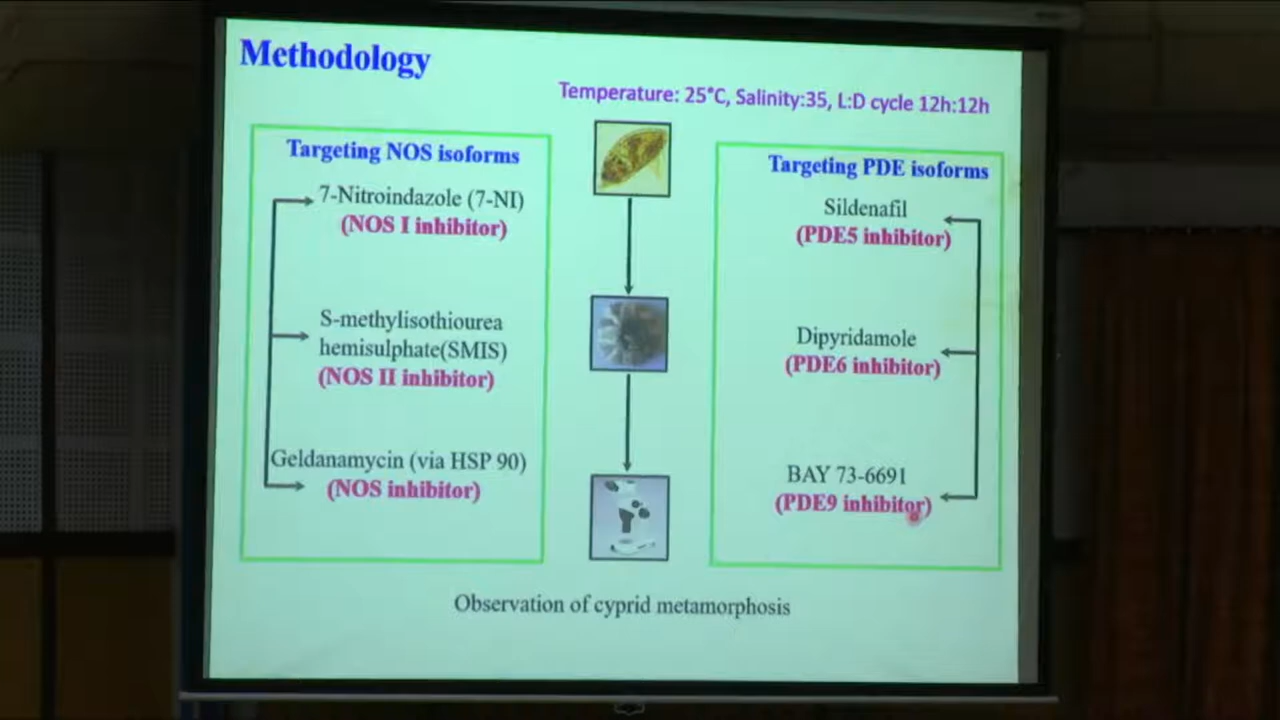 Methodology
Temperature: 25°C, Salinity:35, L:D cycle 12h:12h
Targeting NOS isoforms
7-Nitroindazole (7-NI)
(NOS I inhibitor)
S-methylisothiourea
hemisulphate(SMIS)
(NOS II inhibitor)
Geldanamycin (via HSP 90)
(NOS inhibitor)
Targeting PDE isoforms
Sildenafil
(PDE5 inhibitor)
Dipyridamole
(PDE6 inhibitor)
BAY 73-6691
(PDE9 inhibitor)
Observation of cyprid metamorphosis